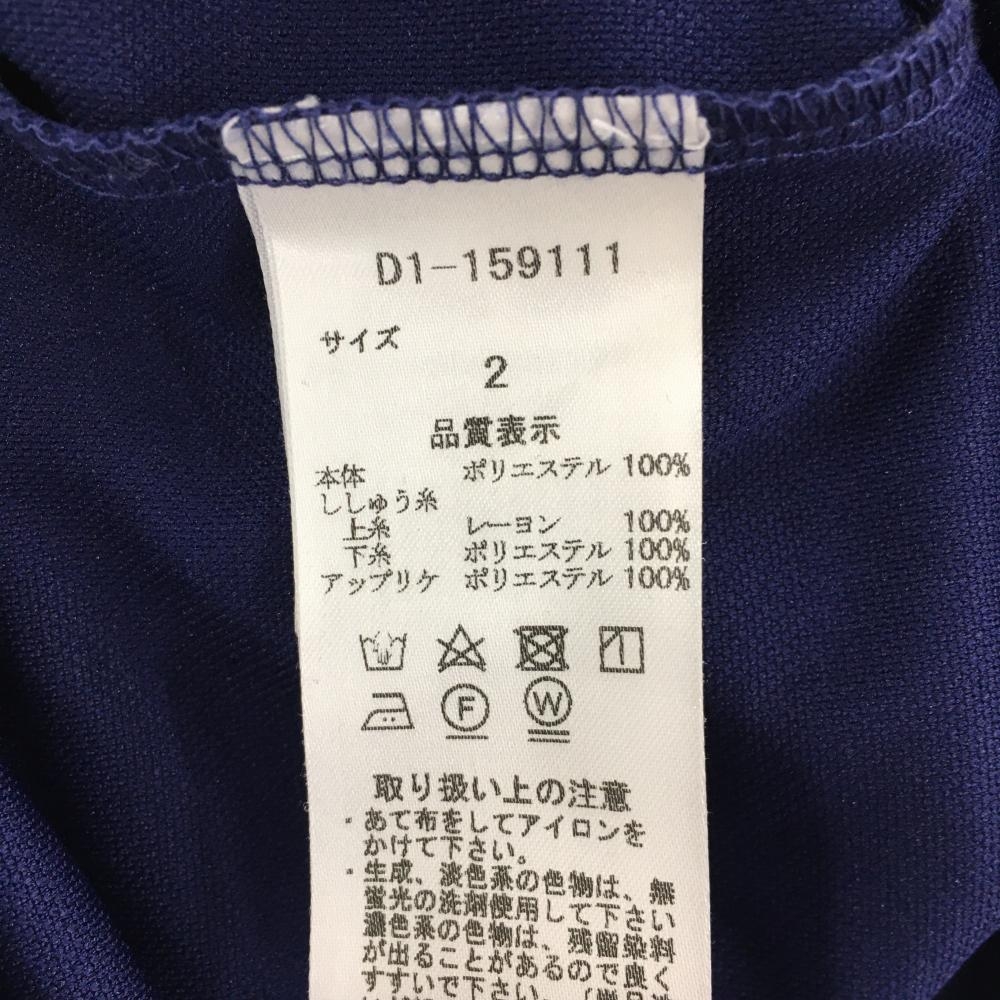 D1-159111
サイズ
2
品質表示
本体 ポリエステル 100%
ししゅう糸
上糸 レーヨン 100%
下糸 ポリエステル 100%
アップリケ ポリエステル 100%
F W
取り扱い上の注意
・あて布をしてアイロンを
かけて下さい。
・生成、淡色系の色物は、無
蛍光の洗剤使用して下さい
濃色系の色物は、残留染料
が出ることがあるので良く
すすいで下さい。